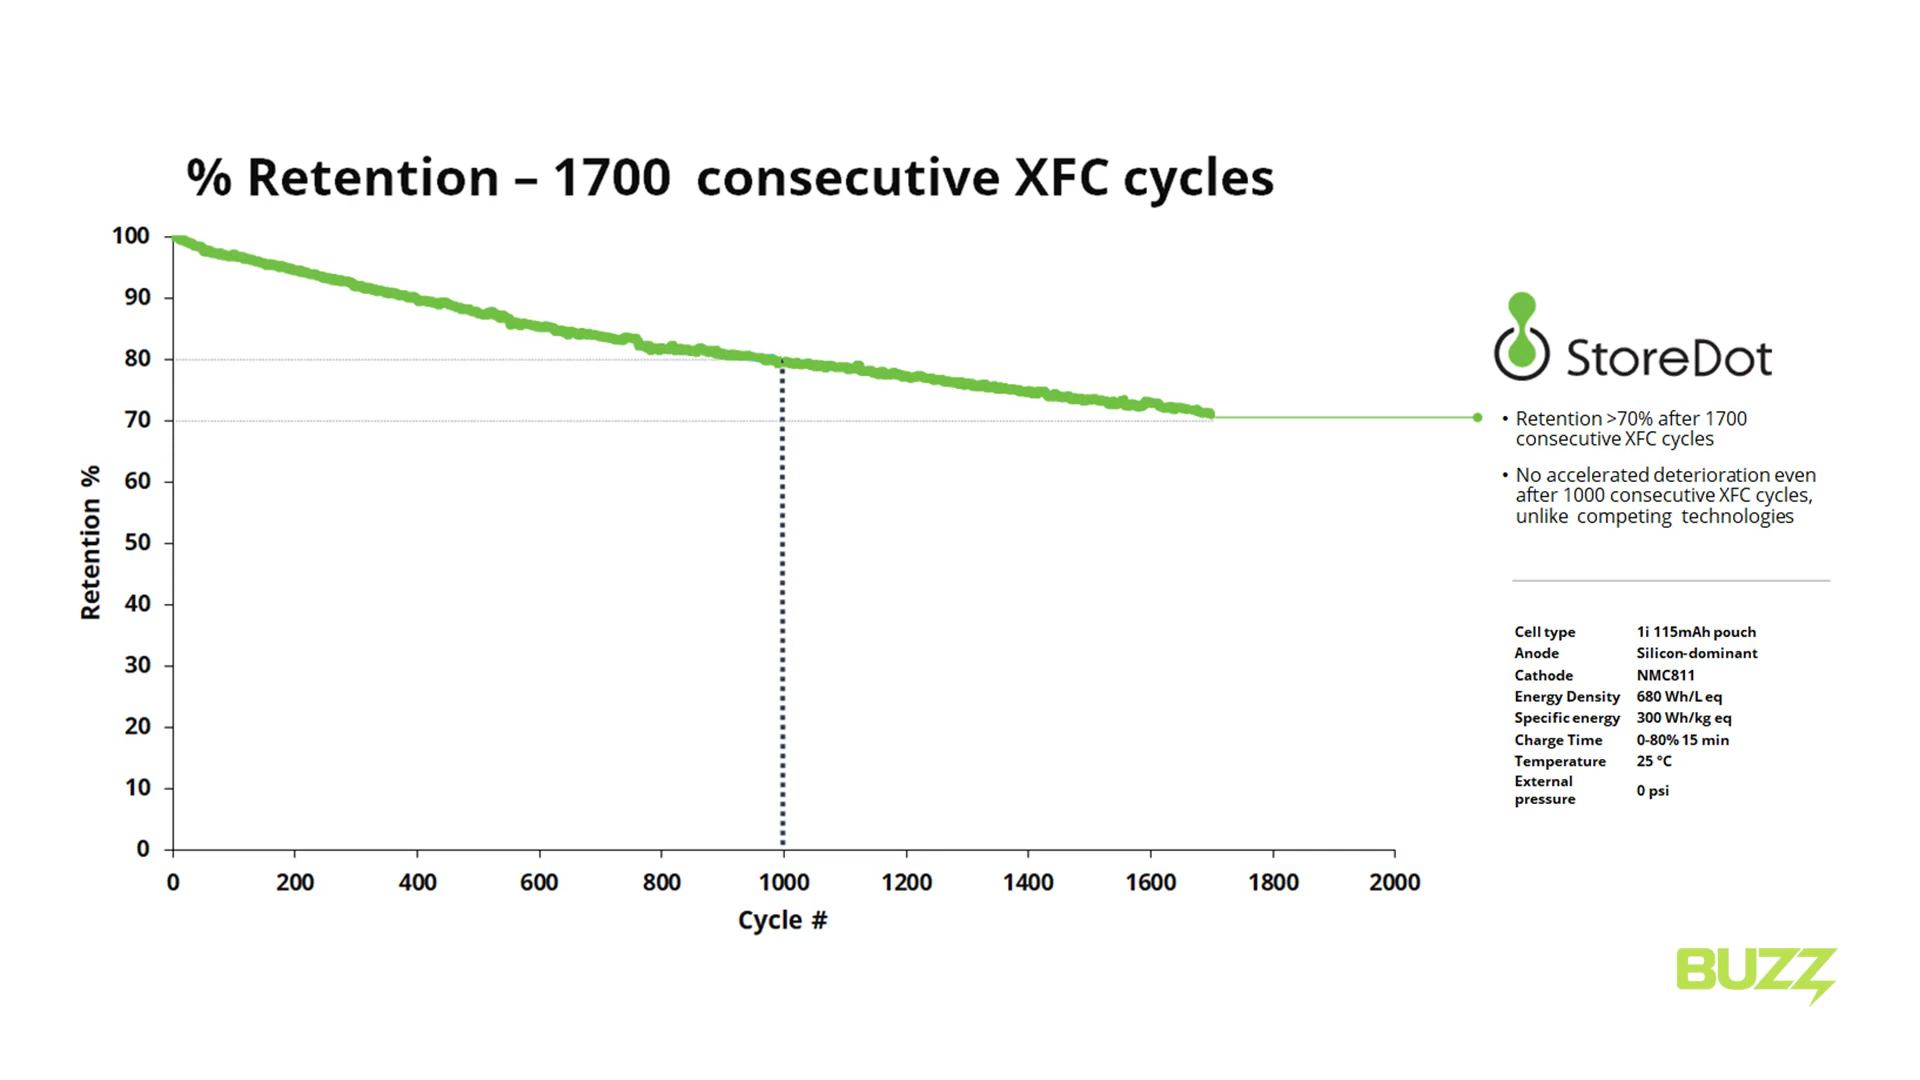 % Retention – 1700 consecutive XFC cycles
100
90
80
70
60
50
40
30
20
10
0
Retention %
0 200 400 600 800 1000 1200 1400 1600 1800 2000
Cycle #
StoreDot
• Retention >70% after 1700
consecutive XFC cycles
• No accelerated deterioration even
after 1000 consecutive XFC cycles,
unlike competing technologies
Cell type 1i 115mAh pouch
Anode Silicon-dominant
Cathode NMC811
Energy Density 680 Wh/L eq
Specific energy 300 Wh/kg eq
Charge Time 0-80% 15 min
Temperature 25 °C
External
pressure 0 psi
BUZZ